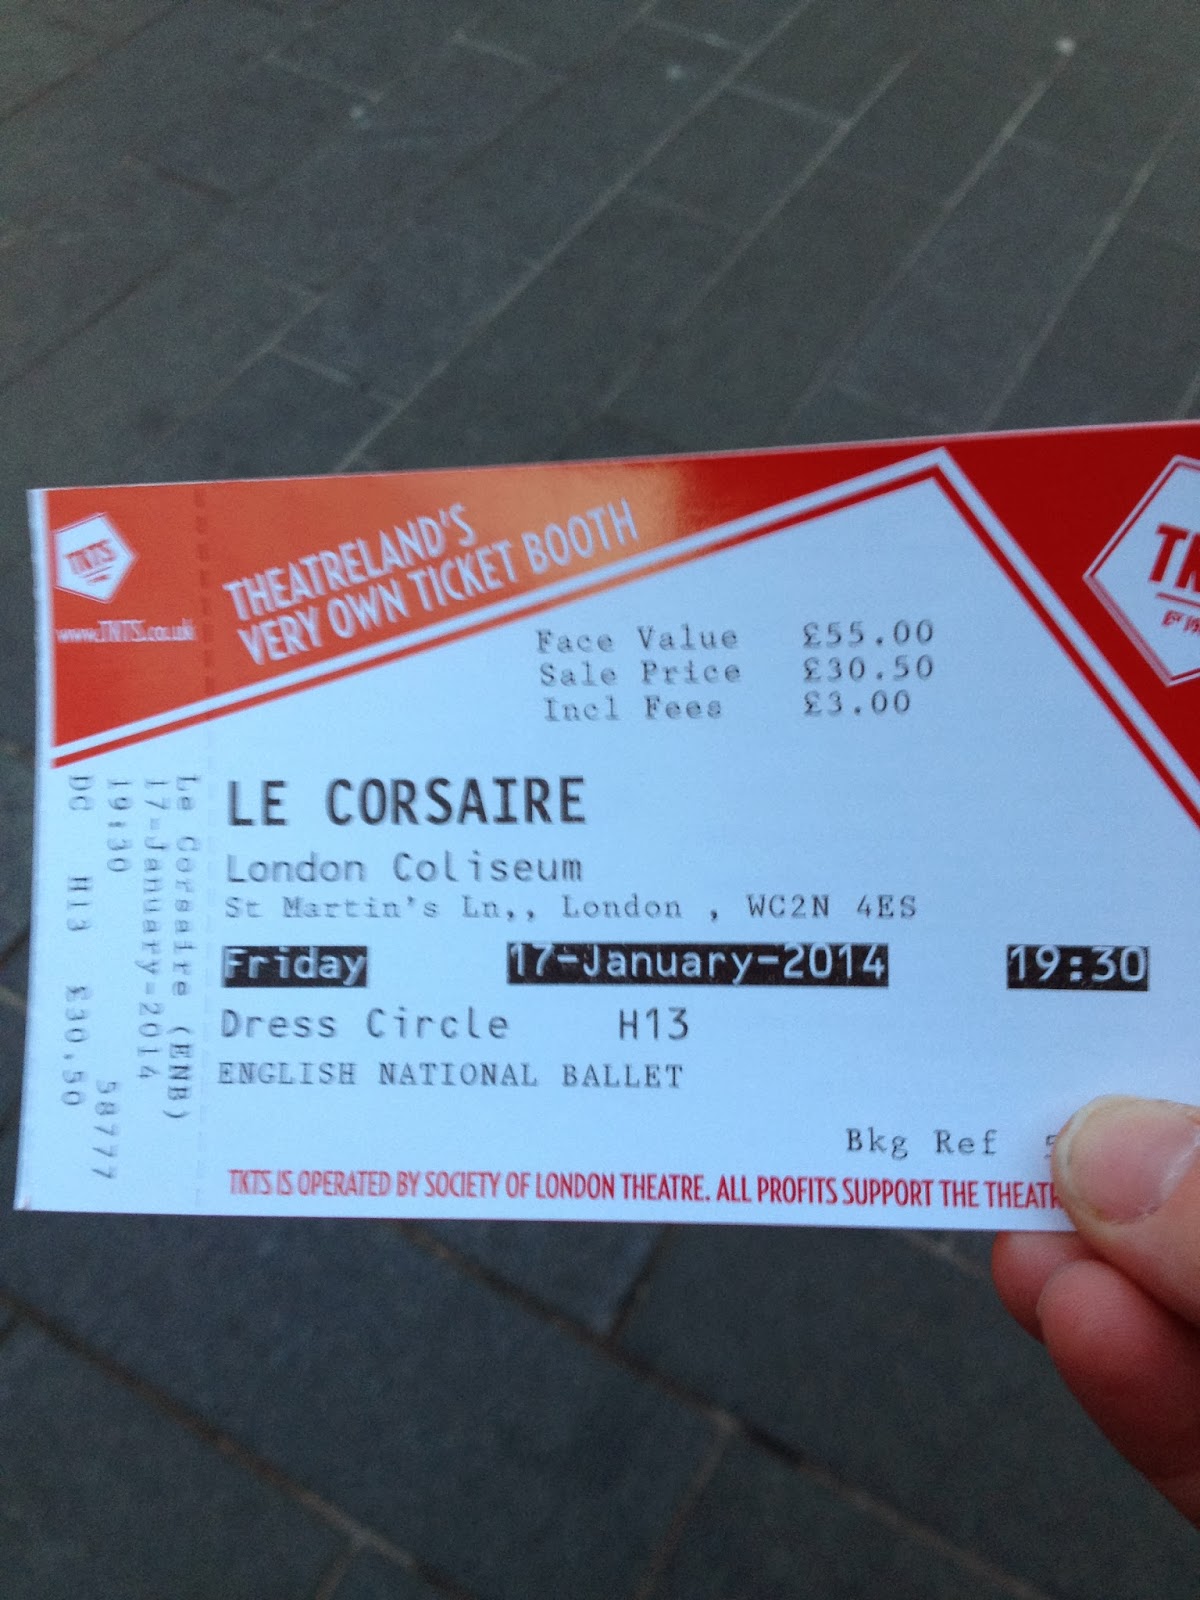 TKTS
www.TKTS.co.uk
THEATRELAND'S
VERY OWN TICKET BOOTH
Face Value £55.00
Sale Price £30.50
Incl Fees £3.00
LE CORSAIRE
London Coliseum
St Martin's Ln,, London , WC2N 4ES
Friday 17-January-2014 19:30
Dress Circle H13
ENGLISH NATIONAL BALLET
Bkg Ref
TKTS IS OPERATED BY SOCIETY OF LONDON THEATRE. ALL PROFITS SUPPORT THE
Le Corsaire (ENB)
17-January-2014
19:30 58777
DC H13 £30.50